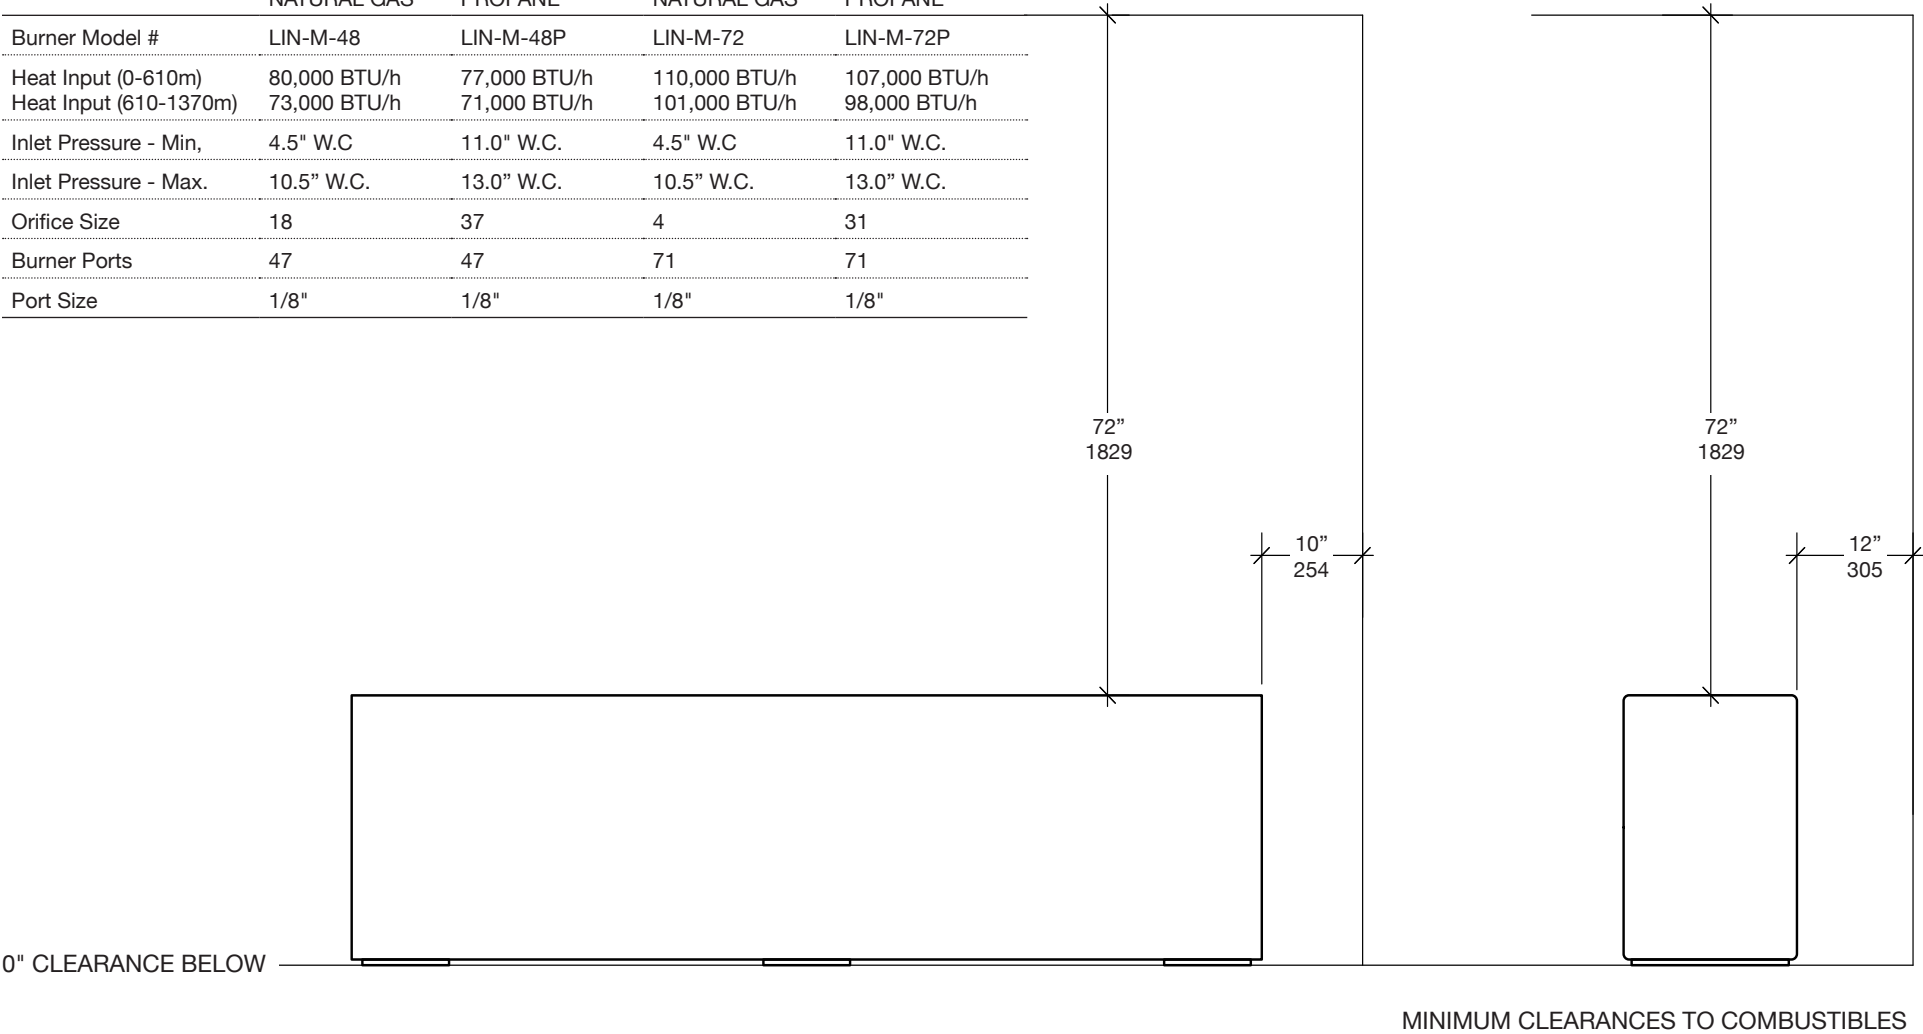 NATURAL GAS PROPANE NATURAL GAS PROPANE
Burner Model # LIN-M-48 LIN-M-48P LIN-M-72 LIN-M-72P
Heat Input (0-610m) 80,000 BTU/h 77,000 BTU/h 110,000 BTU/h 107,000 BTU/h
Heat Input (610-1370m) 73,000 BTU/h 71,000 BTU/h 101,000 BTU/h 98,000 BTU/h
Inlet Pressure - Min, 4.5" W.C 11.0" W.C. 4.5" W.C 11.0" W.C.
Inlet Pressure - Max. 10.5” W.C. 13.0” W.C. 10.5” W.C. 13.0” W.C.
Orifice Size 18 37 4 31
Burner Ports 47 47 71 71
Port Size 1/8" 1/8" 1/8" 1/8"
72” 72”
1829 1829
10” 12”
254 305
0" CLEARANCE BELOW
MINIMUM CLEARANCES TO COMBUSTIBLES